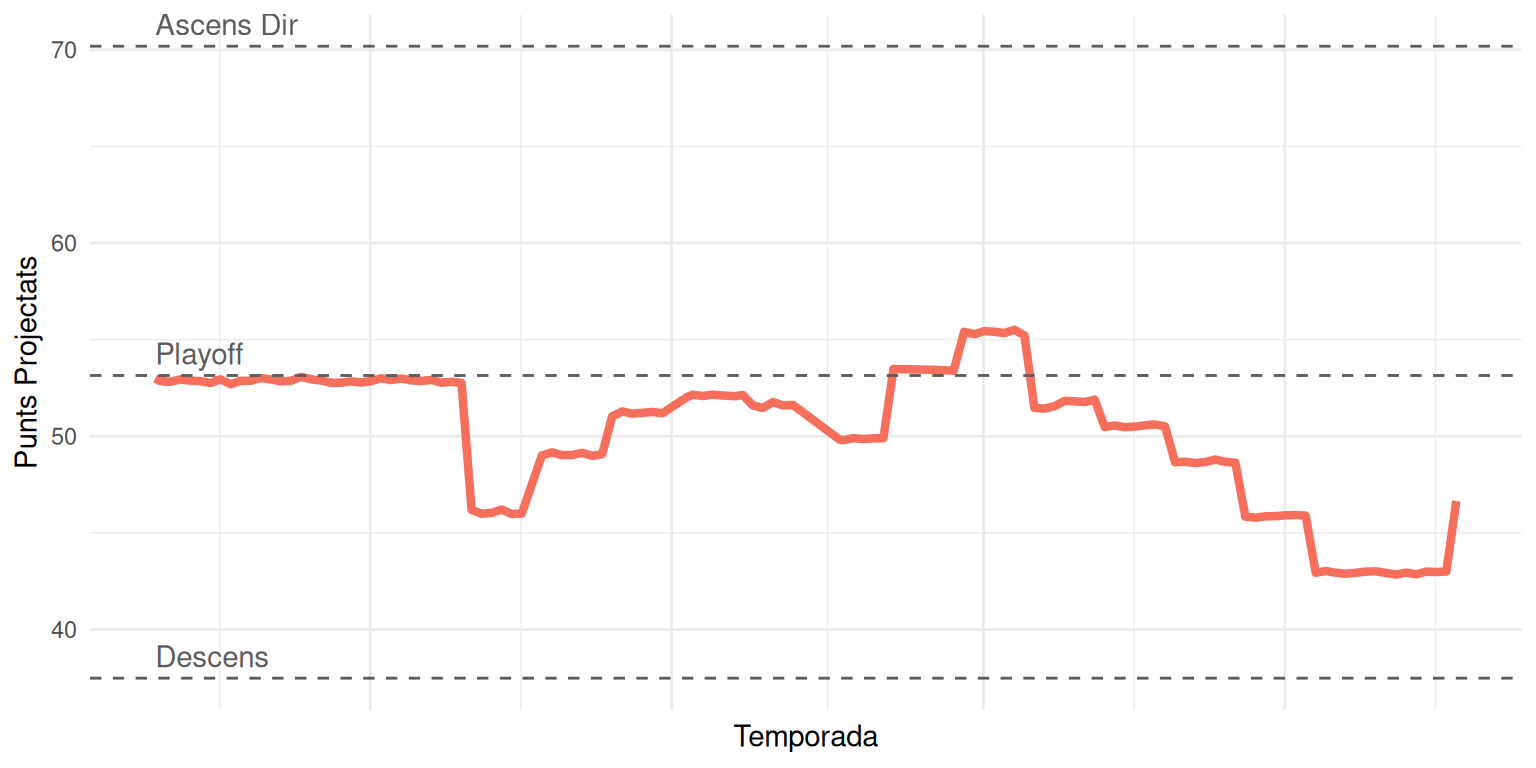 Ascens Dir
70
60
Punts Projectats
Playoff
50
40
Descens
Temporada